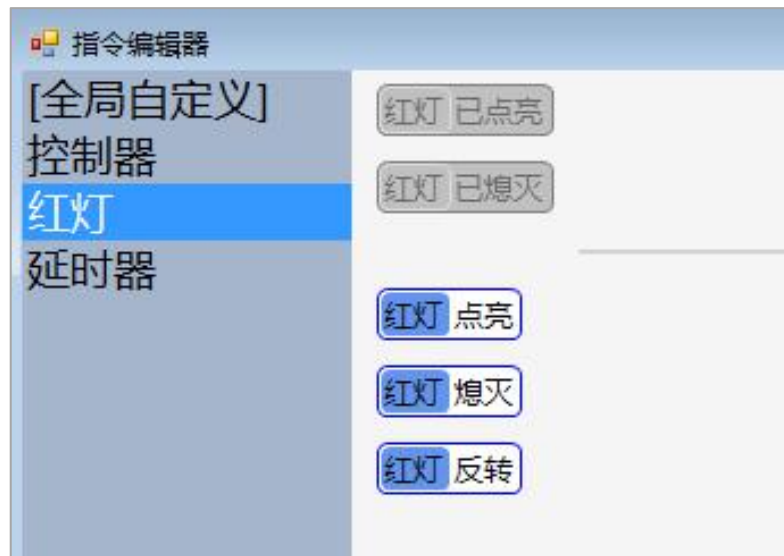 指令编辑器
[全局自定义]
控制器
红灯
延时器
红灯 已点亮
红灯 已熄灭
红灯 点亮
红灯 熄灭
红灯 反转